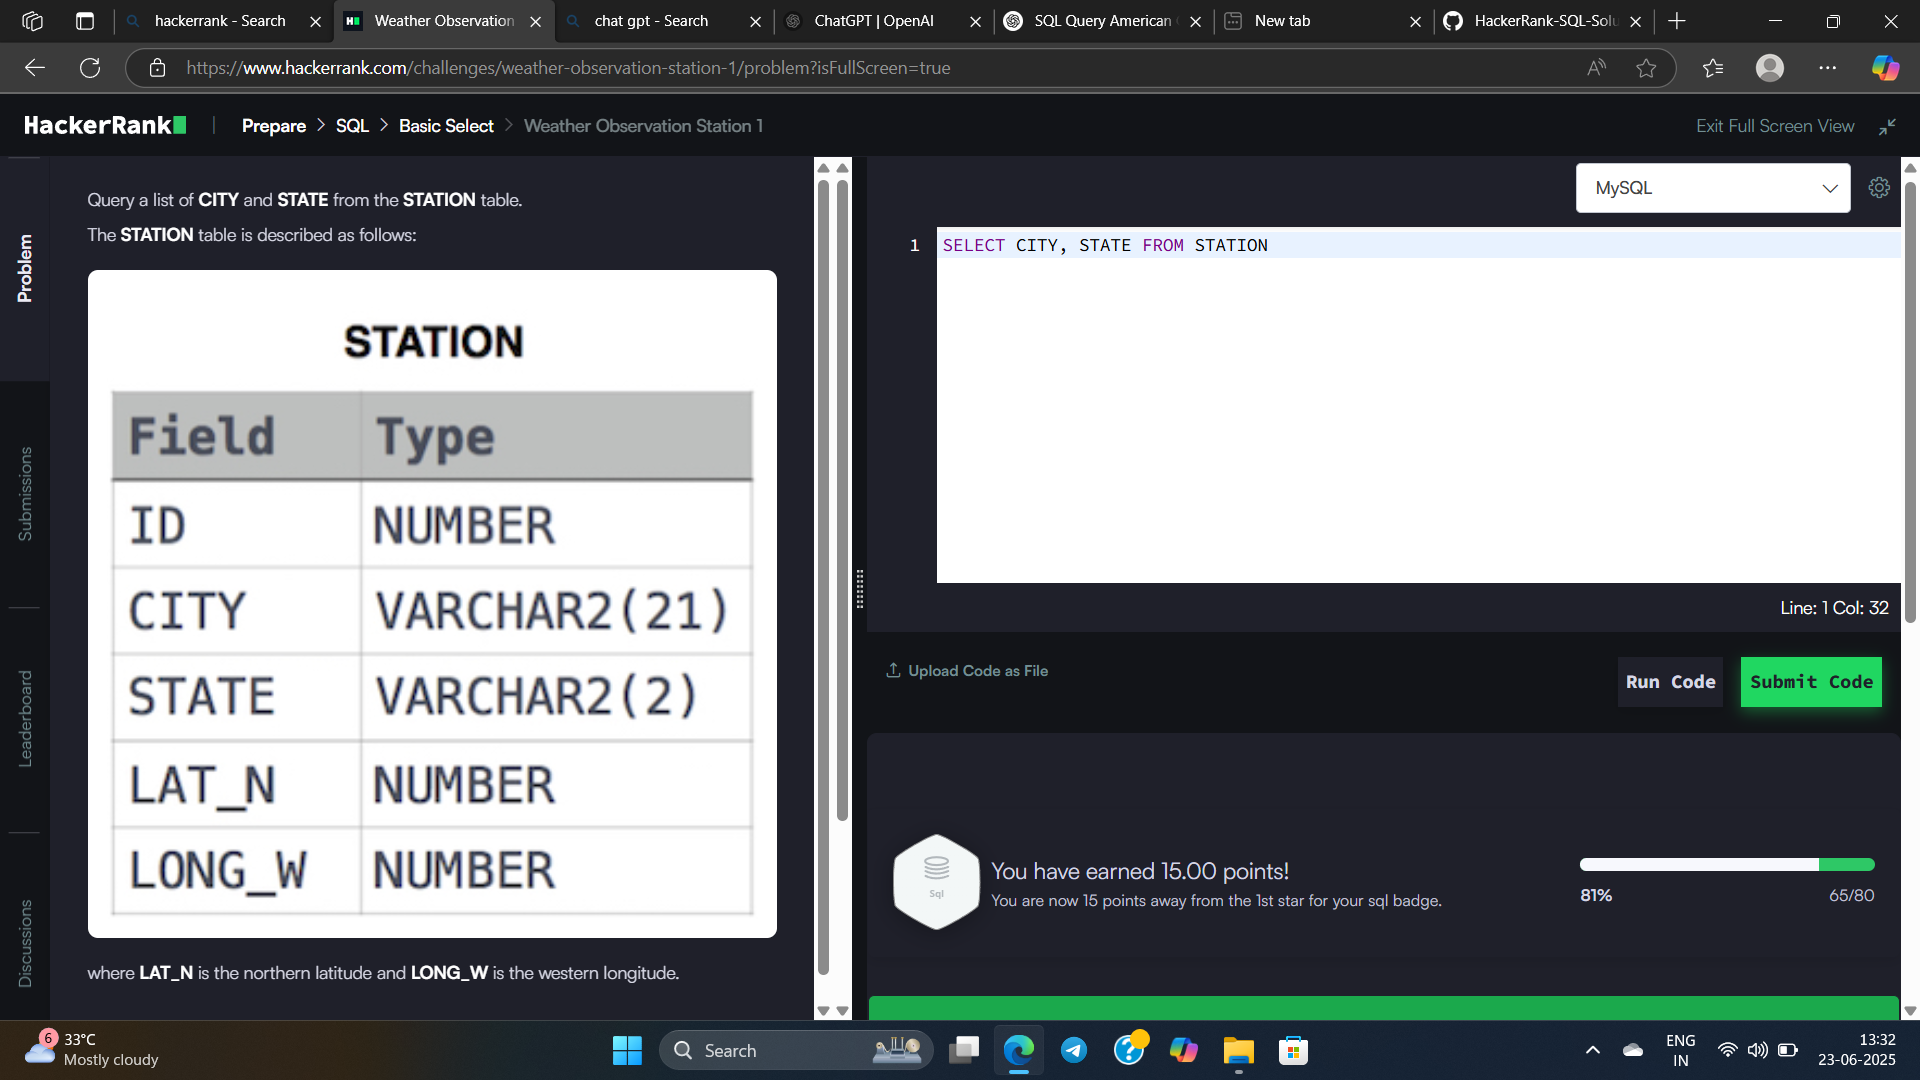 hackerrank - Search
Weather Observation
chat gpt - Search
ChatGPT | OpenAI
SQL Query American
New tab
HackerRank-SQL-Solu
https://www.hackerrank.com/challenges/weather-observation-station-1/problem?isFullScreen=true
HackerRank
Prepare > SQL > Basic Select > Weather Observation Station 1
Exit Full Screen View
Problem
Submissions
Leaderboard
Discussions
Query a list of CITY and STATE from the STATION table.
The STATION table is described as follows:
STATION
Field Type
ID NUMBER
CITY VARCHAR2(21)
STATE VARCHAR2(2)
LAT_N NUMBER
LONG_W NUMBER
where LAT_N is the northern latitude and LONG_W is the western longitude.
MySQL
1 SELECT CITY, STATE FROM STATION
Line: 1 Col: 32
Upload Code as File
Run Code
Submit Code
Sql
You have earned 15.00 points!
You are now 15 points away from the 1st star for your sql badge.
81%
65/80
6
33°C
Mostly cloudy
Search
ENG
IN
13:32
23-06-2025